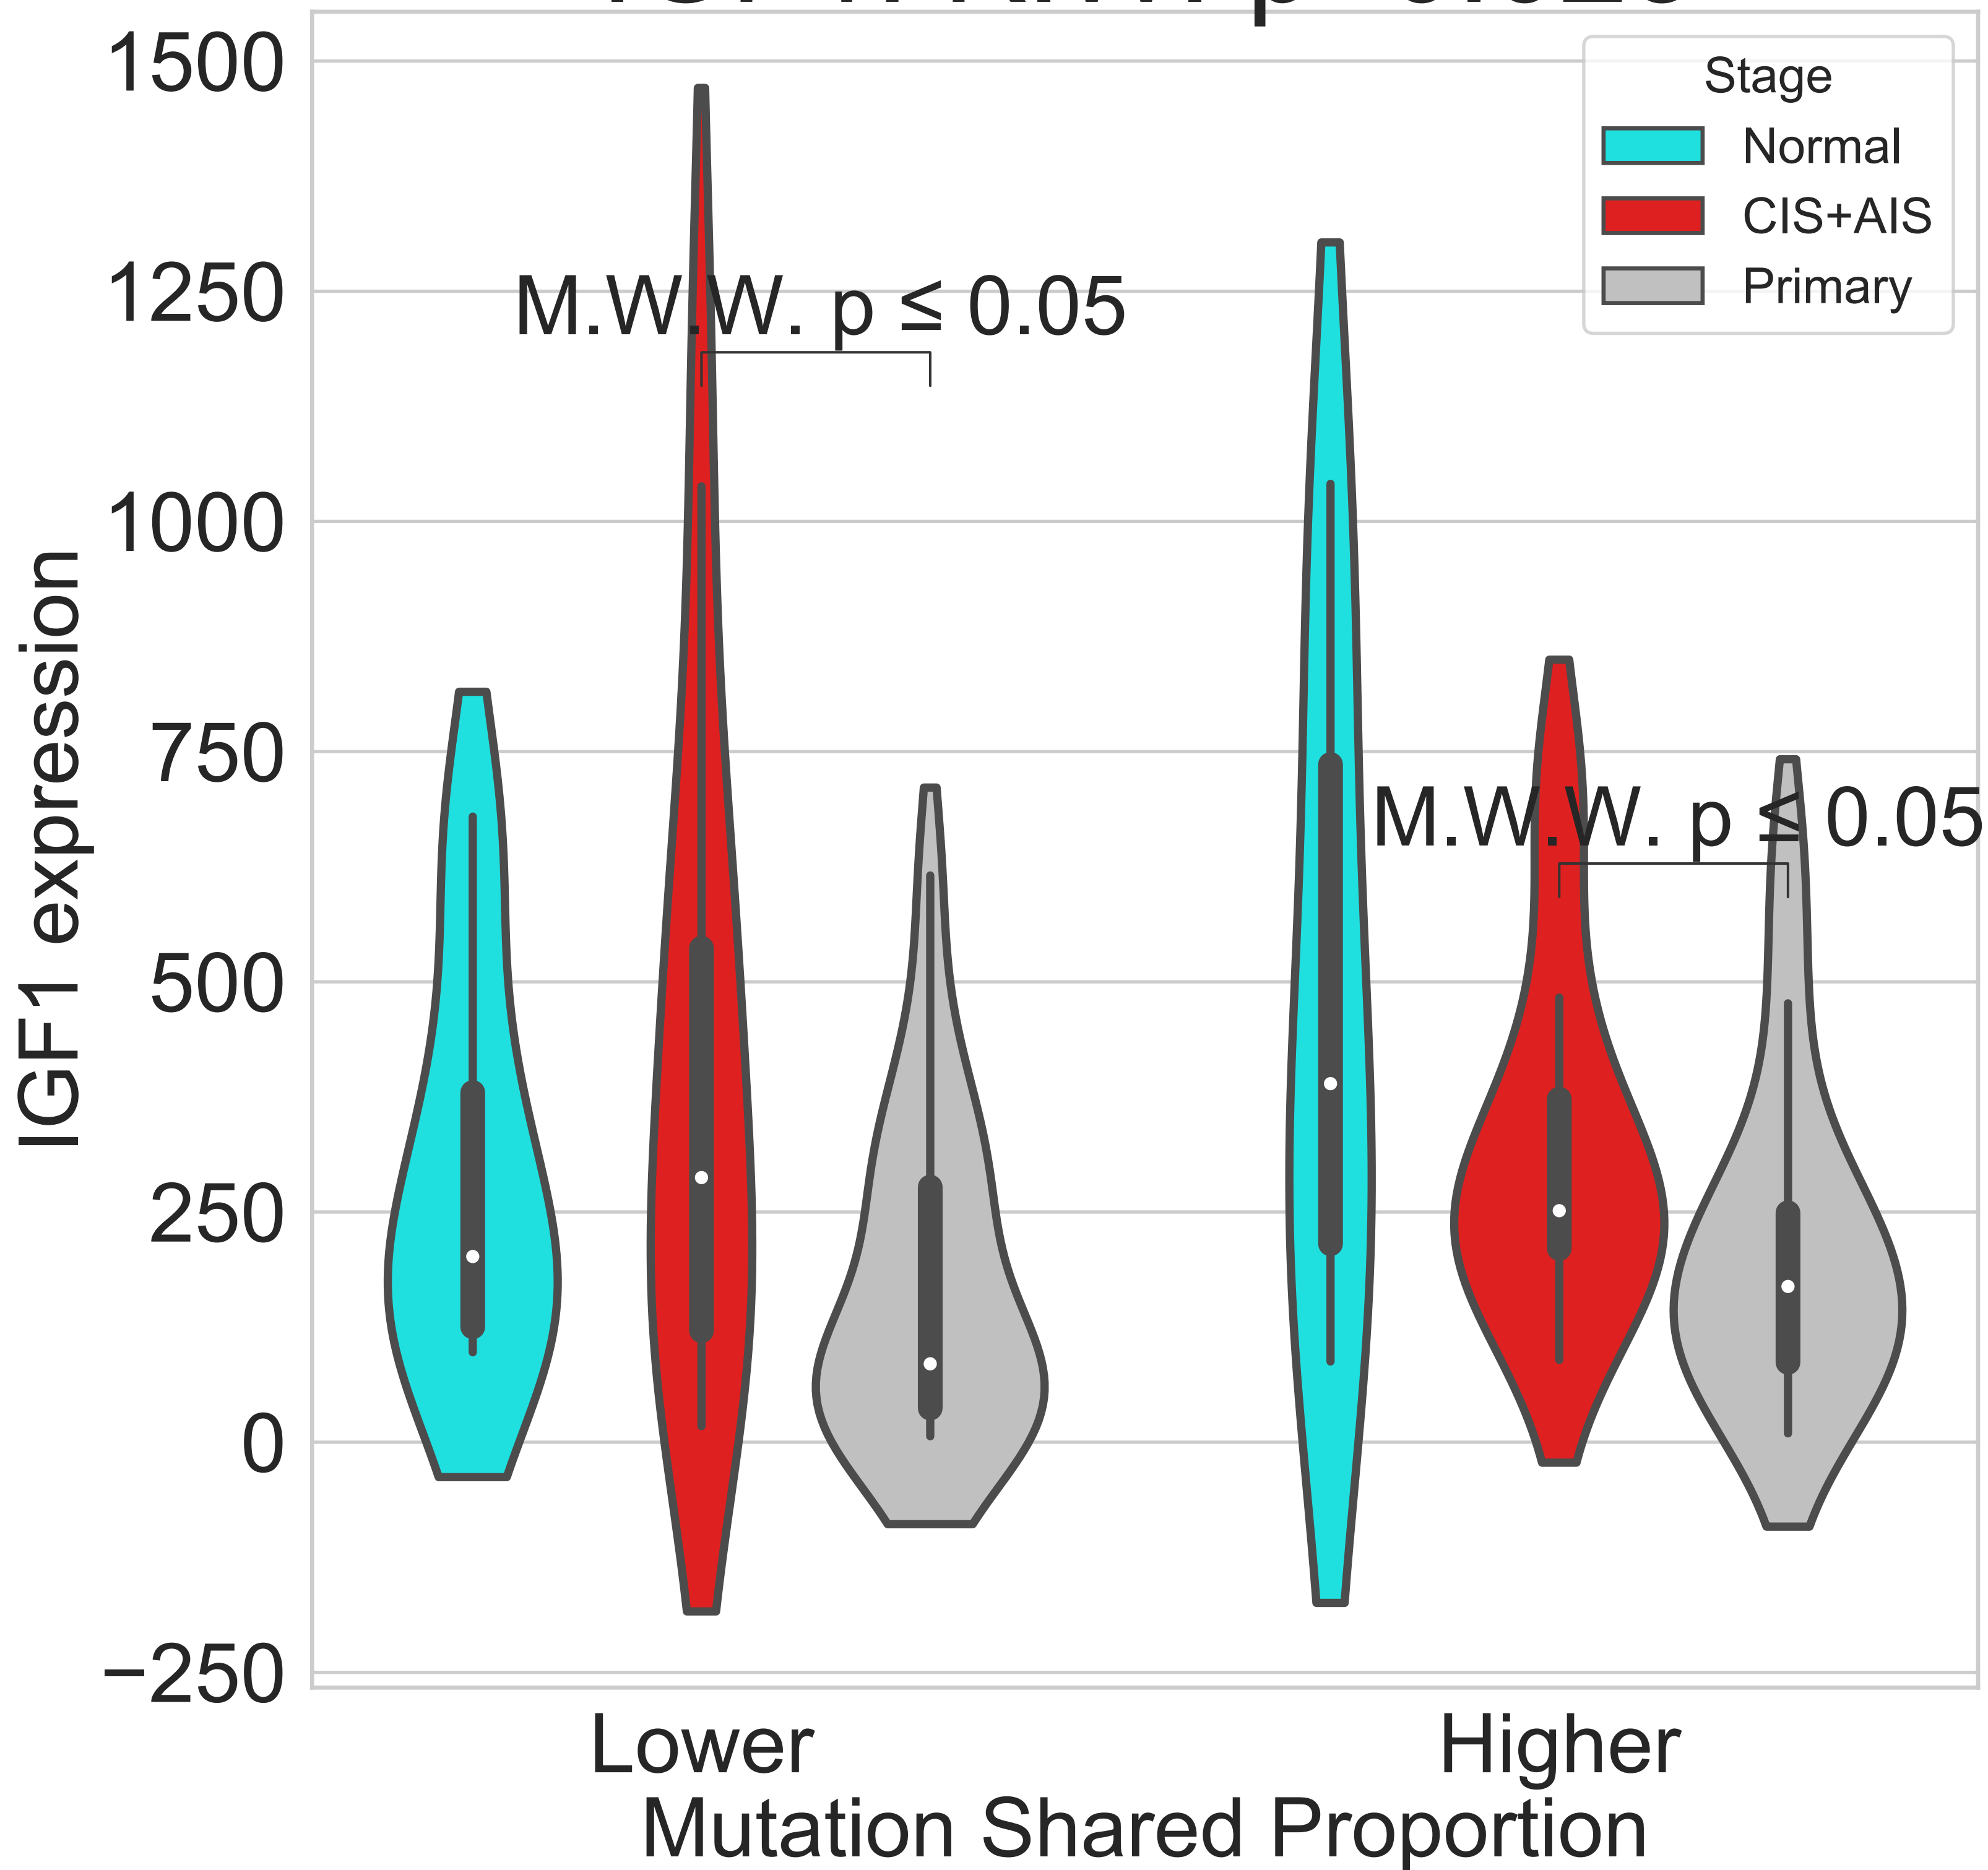 1500
1250
1000
750
500
250
0
−250
IGF1 expression
Stage
Normal
CIS+AIS
Primary
M.W.W. p ≤ 0.05
M.W.W. p ≤ 0.05
Lower
Higher
Mutation Shared Proportion